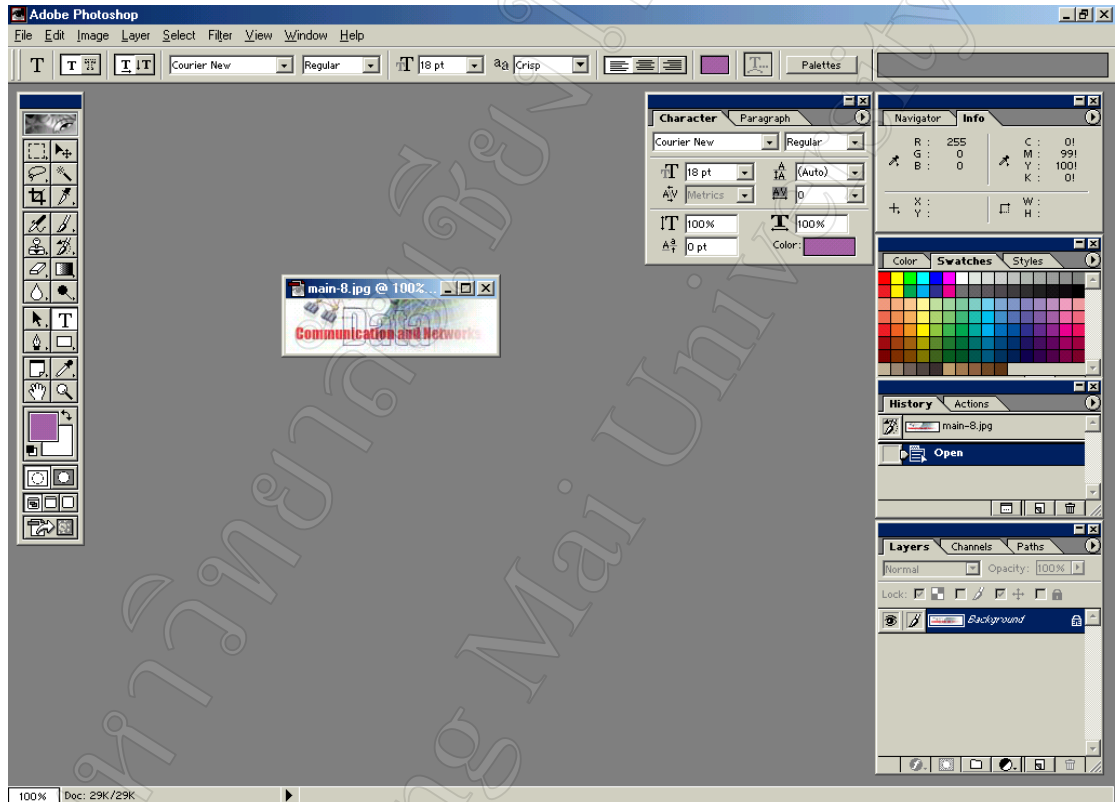 Adobe Photoshop
File Edit Image Layer Select Filter View Window Help
T T T IT Courier New Regular T 18 pt aa Crisp T Palettes
Character Paragraph
Courier New Regular
18 pt (Auto)
Metrics 0
100% 100%
0 pt Color:
Navigator Info
R : 255 C : 0!
G : 0 M : 99!
B : 0 Y : 100!
K : 0!
X : W :
Y : H :
Color Swatches Styles
main-8.jpg @ 100%...
Data
Communication and Networks
History Actions
main-8.jpg
Open
Layers Channels Paths
Normal Opacity: 100%
Lock:
Background
100% Doc: 29K/29K
Mai University